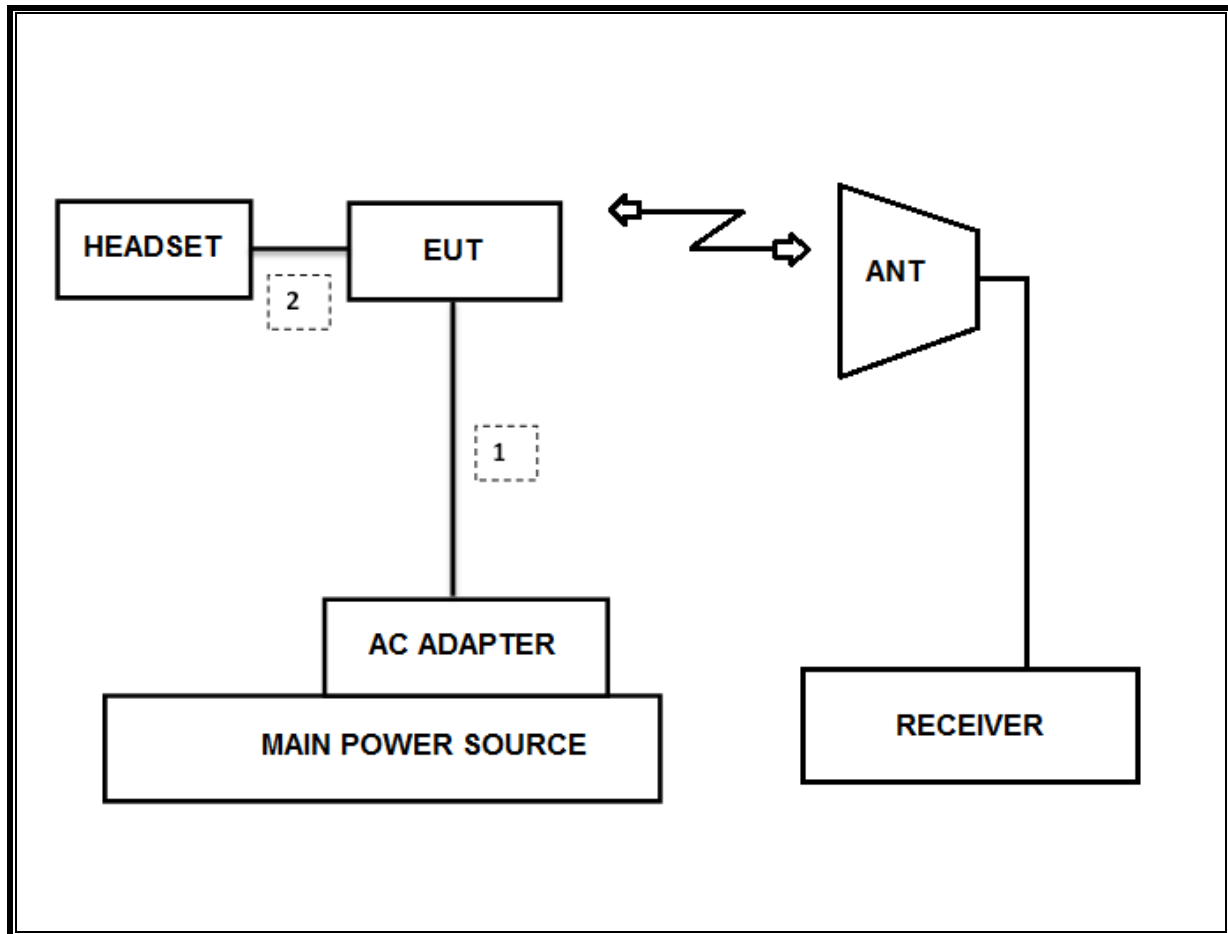 HEADSET
EUT
ANT
2
1
AC ADAPTER
MAIN POWER SOURCE
RECEIVER